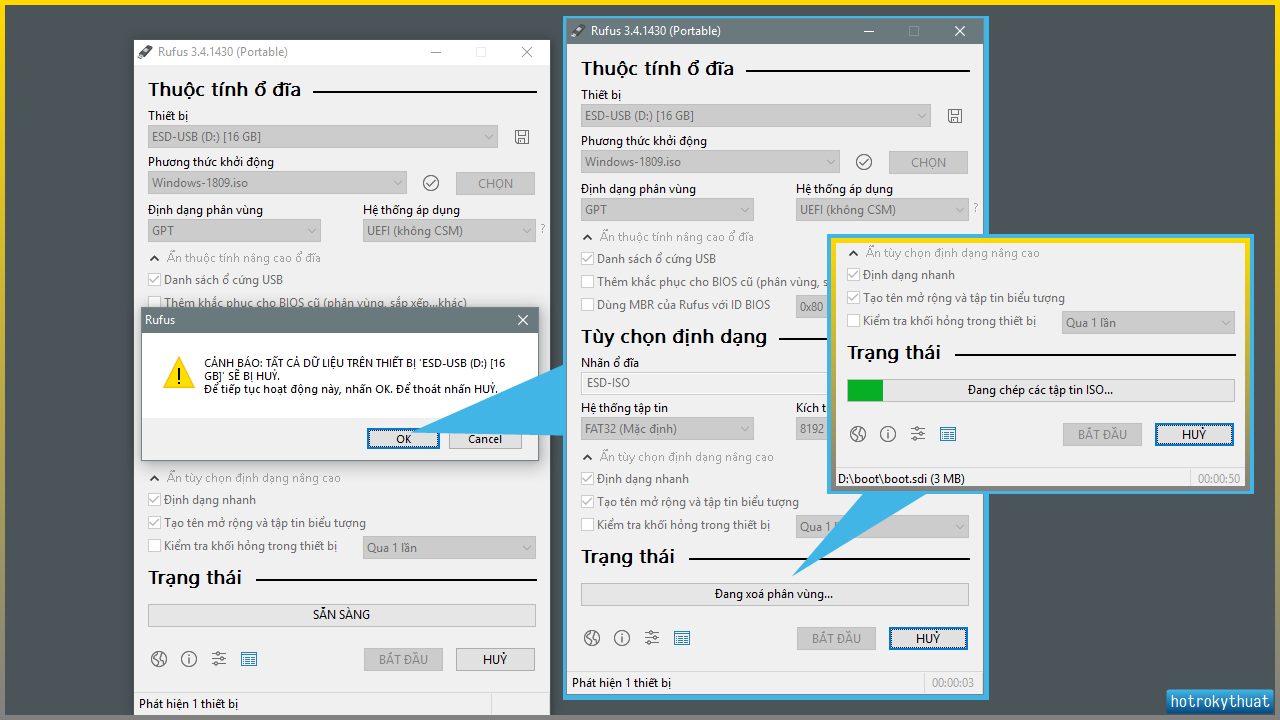 Rufus 3.4.1430 (Portable)
Thuộc tính ổ đĩa
Thiết bị
ESD-USB (D:) [16 GB]
Phương thức khởi động
Windows-1809.iso
CHỌN
Định dạng phân vùng
Hệ thống áp dụng
GPT
UEFI (không CSM)
?
Ẩn thuộc tính nâng cao ổ đĩa
Danh sách ổ cứng USB
Thêm khắc phục cho BIOS cũ (phân vùng, sắp xếp...khác)
Rufus
CẢNH BÁO: TẤT CẢ DỮ LIỆU TRÊN THIẾT BỊ 'ESD-USB (D:) [16
GB]' SẼ BỊ HUỶ.
Để tiếp tục hoạt động này, nhấn OK. Để thoát nhấn HUỶ.
OK
Cancel
Ẩn tùy chọn định dạng nâng cao
Định dạng nhanh
Tạo tên mở rộng và tập tin biểu tượng
Kiểm tra khối hỏng trong thiết bị
Qua 1 lần
Trạng thái
SẴN SÀNG
BẮT ĐẦU
HUỶ
Phát hiện 1 thiết bị
Rufus 3.4.1430 (Portable)
Thuộc tính ổ đĩa
Thiết bị
ESD-USB (D:) [16 GB]
Phương thức khởi động
Windows-1809.iso
CHỌN
Định dạng phân vùng
Hệ thống áp dụng
GPT
UEFI (không CSM)
?
Ẩn thuộc tính nâng cao ổ đĩa
Danh sách ổ cứng USB
Thêm khắc phục cho BIOS cũ (phân vùng, s
Dùng MBR của Rufus với ID BIOS
0x80
Tùy chọn định dạng
Nhãn ổ đĩa
ESD-ISO
Hệ thống tập tin
Kích t
FAT32 (Mặc định)
8192
Ẩn tùy chọn định dạng nâng cao
Định dạng nhanh
Tạo tên mở rộng và tập tin biểu tượng
Kiểm tra khối hỏng trong thiết bị
Qua 1 l
Trạng thái
Đang xoá phân vùng...
BẮT ĐẦU
HUỶ
Phát hiện 1 thiết bị
00:00:03
Ẩn tùy chọn định dạng nâng cao
Định dạng nhanh
Tạo tên mở rộng và tập tin biểu tượng
Kiểm tra khối hỏng trong thiết bị
Qua 1 lần
Trạng thái
Đang chép các tập tin ISO...
BẮT ĐẦU
HUỶ
D:\boot\boot.sdi (3 MB)
00:00:50
hotrokythuat